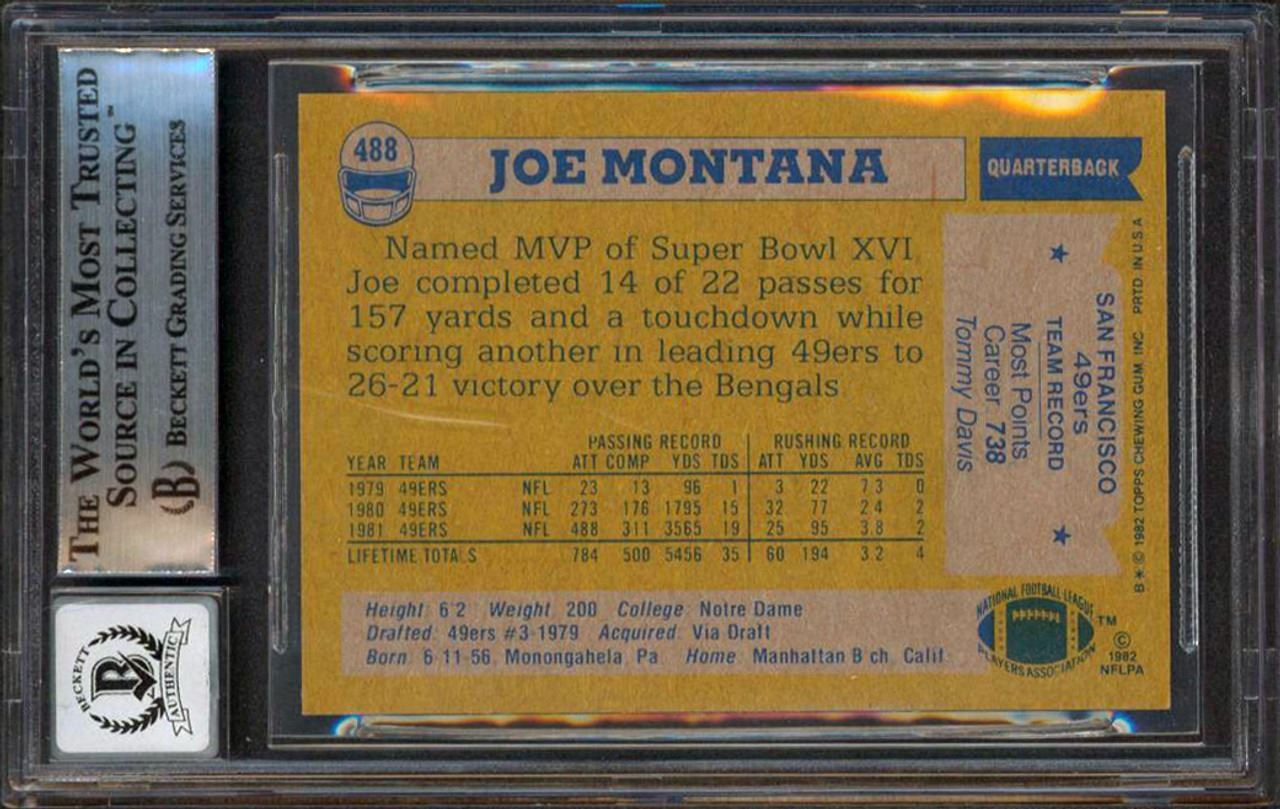 THE WORLD'S MOST TRUSTED
SOURCE IN COLLECTING™
BECKETT GRADING SERVICES
BECKETT
B
AUTHENTIC
488
JOE MONTANA
QUARTERBACK
Named MVP of Super Bowl XVI
Joe completed 14 of 22 passes for
157 yards and a touchdown while
scoring another in leading 49ers to
26-21 victory over the Bengals
PASSING RECORD RUSHING RECORD
YEAR TEAM ATT COMP YDS TDS ATT YDS AVG TDS
1979 49ERS NFL 23 13 96 1 3 22 7 3 0
1980 49ERS NFL 273 176 1795 15 32 77 2 4 2
1981 49ERS NFL 488 311 3565 19 25 95 3.8 2
LIFETIME TOTA S 784 500 5456 35 60 194 3 2 4
Height 6'2 Weight 200 College Notre Dame
Drafted 49ers #3-1979 Acquired Via Draft
Born 6-11-56 Monongahela Pa Home Manhattan B ch Calif
SAN FRANCISCO
49ers
★ TEAM RECORD ★
Most Points
Career 738
Tommy Davis
B * © 1982 TOPPS CHEWING GUM INC PRTD IN U S A
NATIONAL FOOTBALL LEAGUE
PLAYERS ASSOCIATION
TM
©
1982
NFLPA